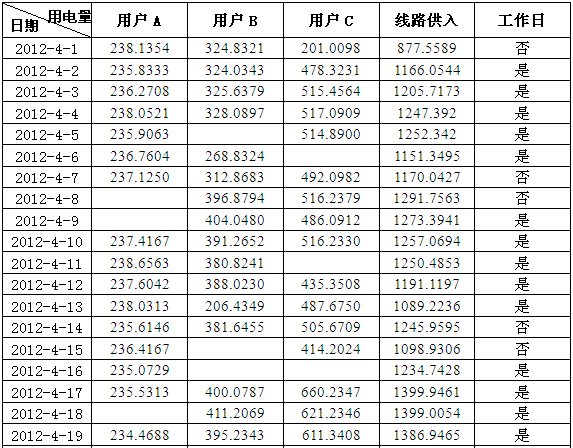 用电量 日期 用户 A 用户 B 用户 C 线路供入 工作日
2012-4-1 238.1354 324.8321 201.0098 877.5589 否
2012-4-2 235.8333 324.0343 478.3231 1166.0544 是
2012-4-3 236.2708 325.6379 515.4564 1205.7173 是
2012-4-4 238.0521 328.0897 517.0909 1247.392 是
2012-4-5 235.9063 514.8900 1252.342 是
2012-4-6 236.7604 268.8324 1151.3495 是
2012-4-7 237.1250 312.8683 492.0982 1170.0427 否
2012-4-8 396.8794 516.2379 1291.7563 否
2012-4-9 404.0480 486.0912 1273.3941 是
2012-4-10 237.4167 391.2652 516.2330 1257.0694 是
2012-4-11 238.6563 380.8241 1250.4853 是
2012-4-12 237.6042 388.0230 435.3508 1191.1197 是
2012-4-13 238.0313 206.4349 487.6750 1089.2236 是
2012-4-14 235.6146 381.6455 505.6709 1245.9595 否
2012-4-15 236.4167 414.2024 1098.9306 否
2012-4-16 235.0729 1234.7428 是
2012-4-17 235.5313 400.0787 660.2347 1399.9461 是
2012-4-18 411.2069 621.2346 1399.0054 是
2012-4-19 234.4688 395.2343 611.3408 1386.9465 是